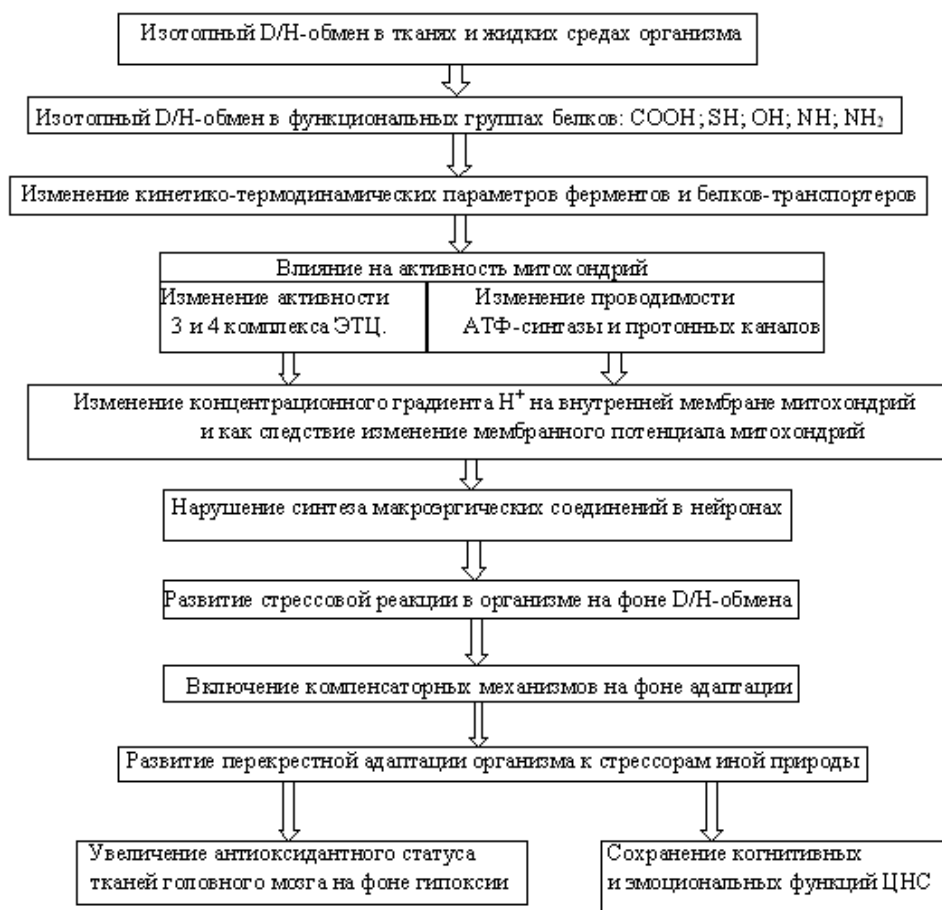 Изотопный D/H-обмен в тканях и жидких средах организма
Изотопный D/H-обмен в функциональных группах белков: COOH; SH; OH; NH; NH₂
Изменение кинетико-термодинамических параметров ферментов и белков-транспортеров
Влияние на активность митохондрий
Изменение активности
3 и 4 комплекса ЭТЦ.
Изменение проводимости
АТФ-синтазы и протонных каналов
Изменение концентрационного градиента H⁺ на внутренней мембране митохондрий
и как следствие изменение мембранного потенциала митохондрий
Нарушение синтеза макроэргических соединений в нейронах
Развитие стрессовой реакции в организме на фоне D/H-обмена
Включение компенсаторных механизмов на фоне адаптации
Развитие перекрестной адаптации организма к стрессорам иной природы
Увеличение антиоксидантного статуса
тканей головного мозга на фоне гипоксии
Сохранение когнитивных
и эмоциональных функций ЦНС